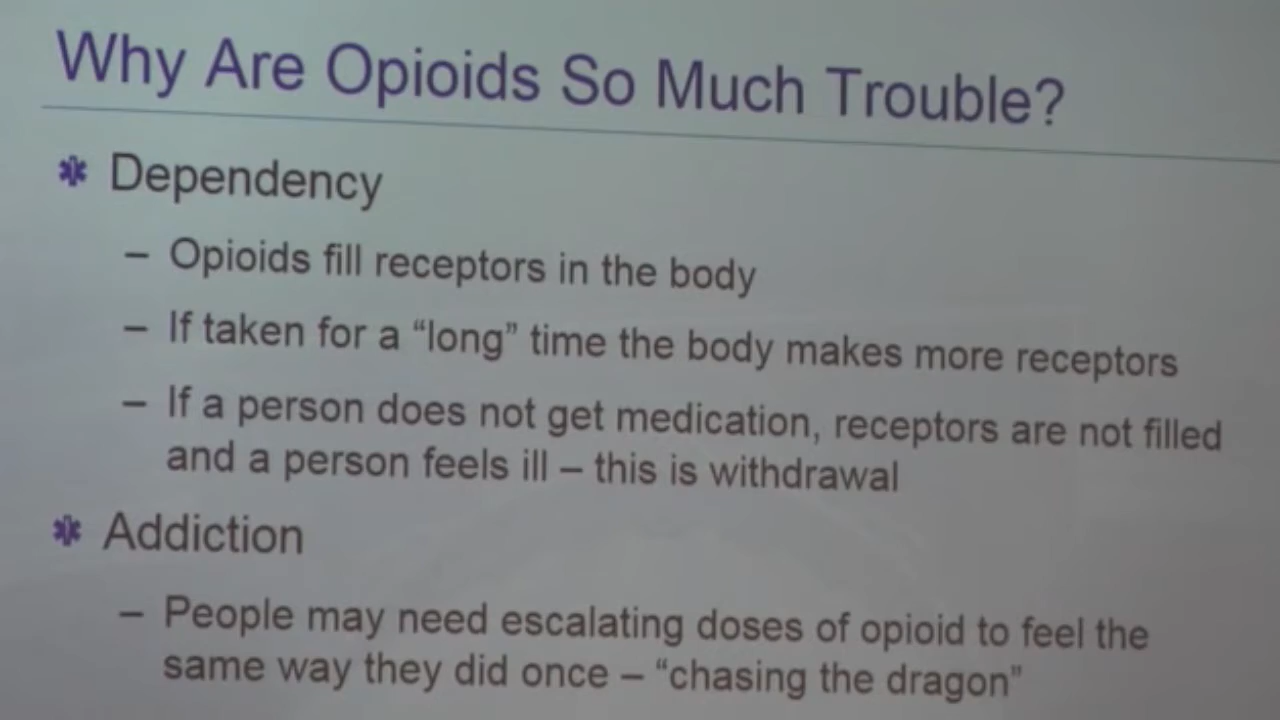 Why Are Opioids So Much Trouble?
* Dependency
– Opioids fill receptors in the body
– If taken for a “long” time the body makes more receptors
– If a person does not get medication, receptors are not filled
and a person feels ill – this is withdrawal
* Addiction
– People may need escalating doses of opioid to feel the
same way they did once – “chasing the dragon”